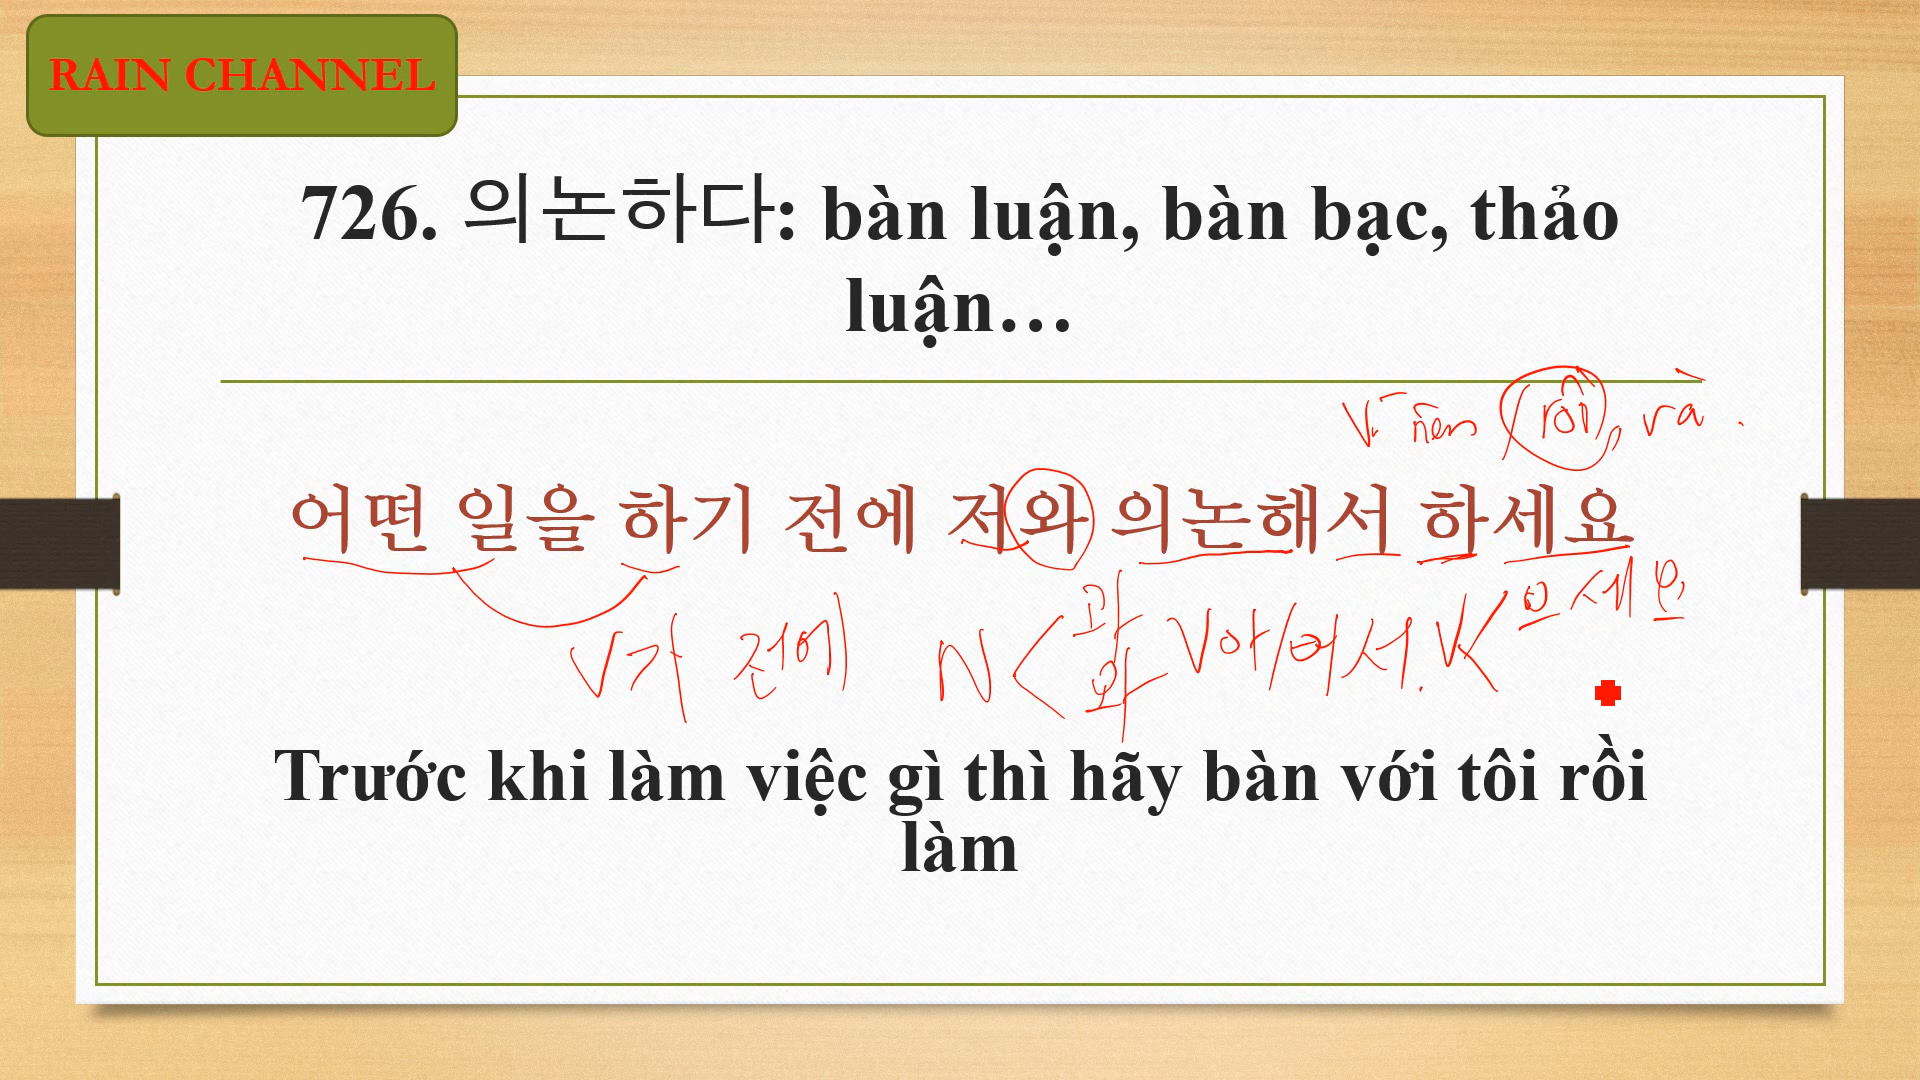 RAIN CHANNEL
726. 의논하다: bàn luận, bàn bạc, thảo
luận…
Vì nên / rồi, và .
어떤 일을 하기 전에 저와 의논해서 하세요
V기 전에 N < 과 와 V아/어서. V < 으세요
Trước khi làm việc gì thì hãy bàn với tôi rồi
làm